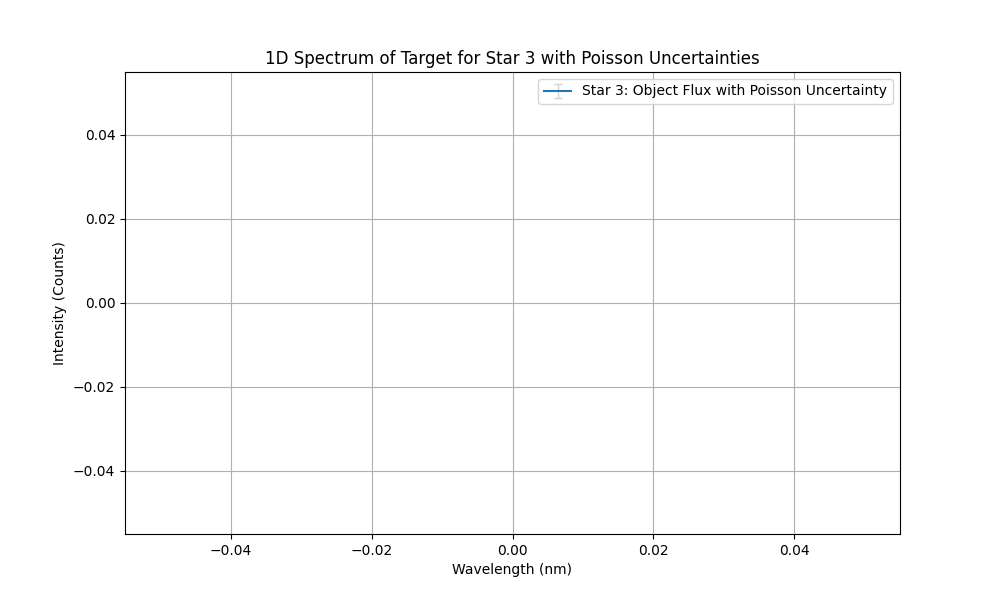 1D Spectrum of Target for Star 3 with Poisson Uncertainties
Star 3: Object Flux with Poisson Uncertainty
Intensity (Counts)
0.04
0.02
0.00
−0.02
−0.04
−0.04 −0.02 0.00 0.02 0.04
Wavelength (nm)